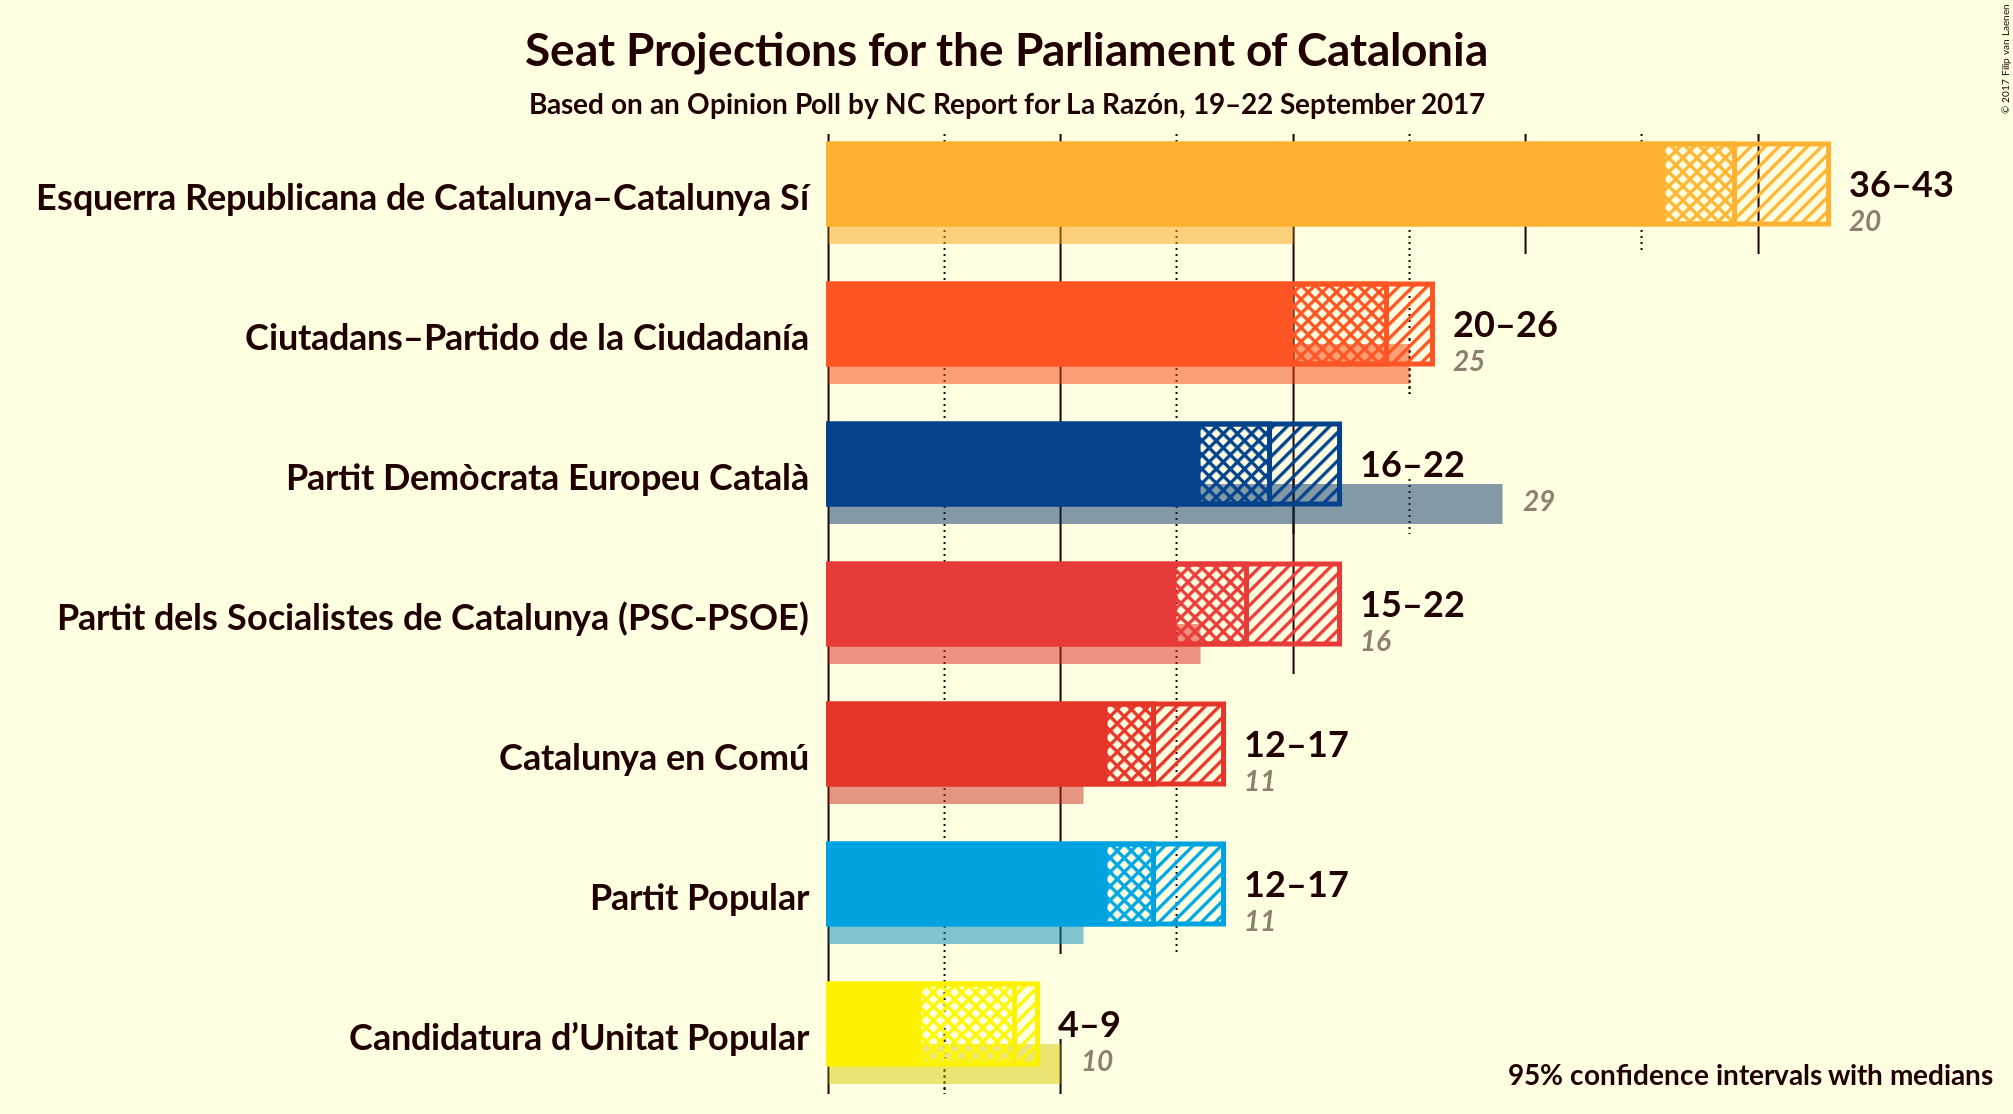 Seat Projections for the Parliament of Catalonia
Based on an Opinion Poll by NC Report for La Razón, 19–22 September 2017
© 2017 Filip van Laenen
Esquerra Republicana de Catalunya–Catalunya Sí
36–43
20
Ciutadans–Partido de la Ciudadanía
20–26
25
Partit Demòcrata Europeu Català
16–22
29
Partit dels Socialistes de Catalunya (PSC-PSOE)
15–22
16
Catalunya en Comú
12–17
11
Partit Popular
12–17
11
Candidatura d’Unitat Popular
4–9
10
95% confidence intervals with medians